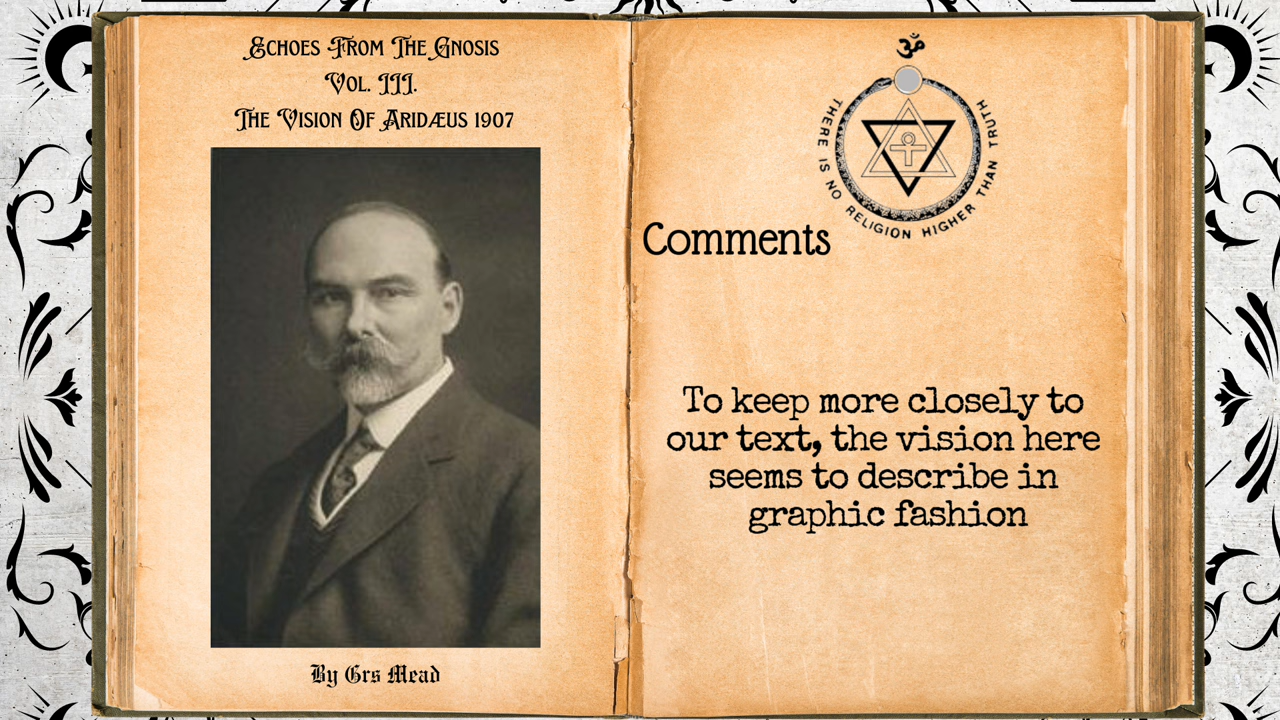 Echoes From The Gnosis
Vol. III.
The Vision Of Aridæus 1907
By Grs Mead
ॐ
THERE IS NO RELIGION HIGHER THAN TRUTH
Comments
To keep more closely to
our text, the vision here
seems to describe in
graphic fashion